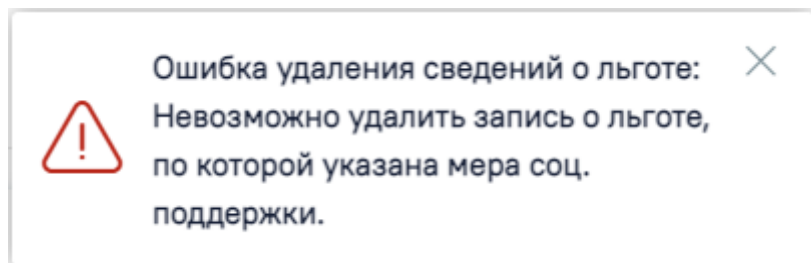 Ошибка удаления сведений о льготе:
Невозможно удалить запись о льготе,
по которой указана мера соц.
поддержки.